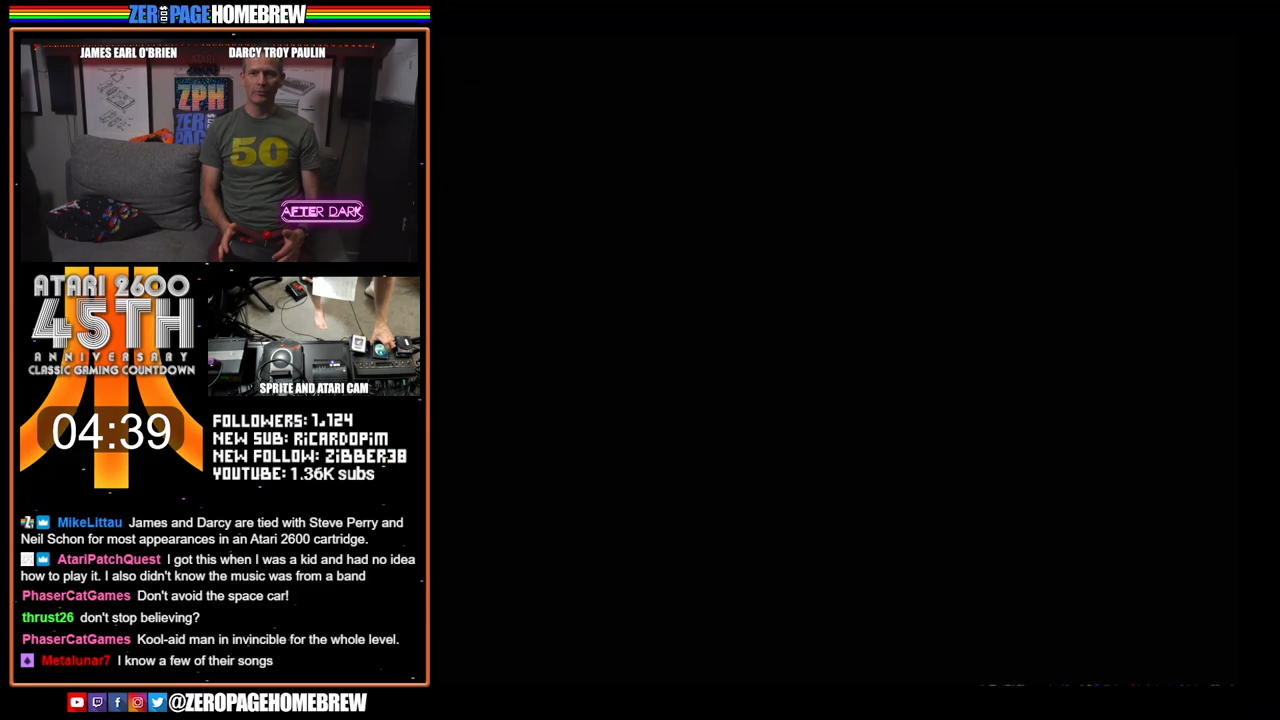 ZEROPAGEHOMEBREW
JAMES EARL O'BRIEN
DARCY TROY PAULIN
ZPH
ZERO
PAG
50
AFTER DARK
ATARI 2600
45TH
ANNIVERSARY
CLASSIC GAMING COUNTDOWN
04:39
SPRITE AND ATARI CAM
FOLLOWERS: 1,124
NEW SUB: RICARDOPIM
NEW FOLLOW: ZIBBER38
YOUTUBE: 1.36K subs
MikeLittau James and Darcy are tied with Steve Perry and
Neil Schon for most appearances in an Atari 2600 cartridge.
AtariPatchQuest I got this when I was a kid and had no idea
how to play it. I also didn't know the music was from a band
PhaserCatGames Don't avoid the space car!
thrust26 don't stop believing?
PhaserCatGames Kool-aid man in invincible for the whole level.
Metalunar7 I know a few of their songs
@ZEROPAGEHOMEBREW